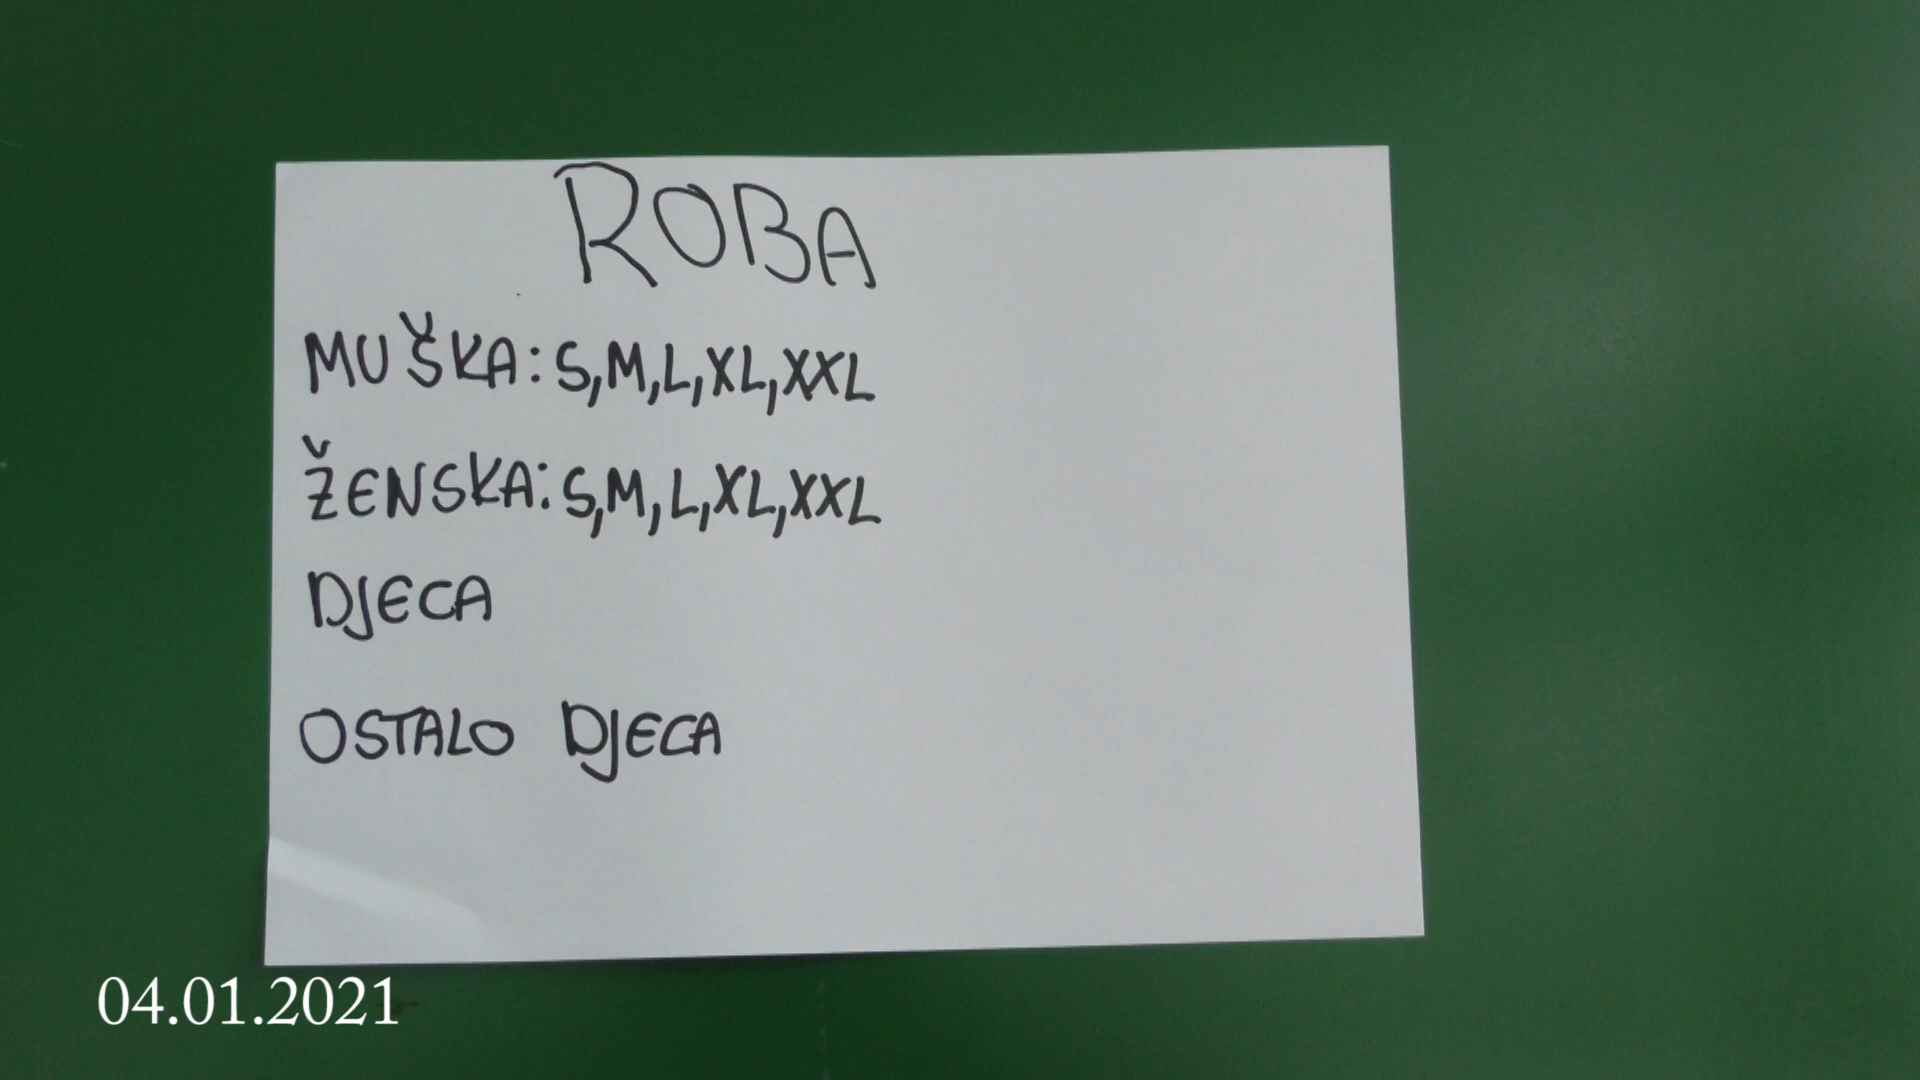 ROBA
MUŠKA: S, M, L, XL, XXL
ŽENSKA: S, M, L, XL, XXL
DJECA
OSTALO DJECA
04.01.2021